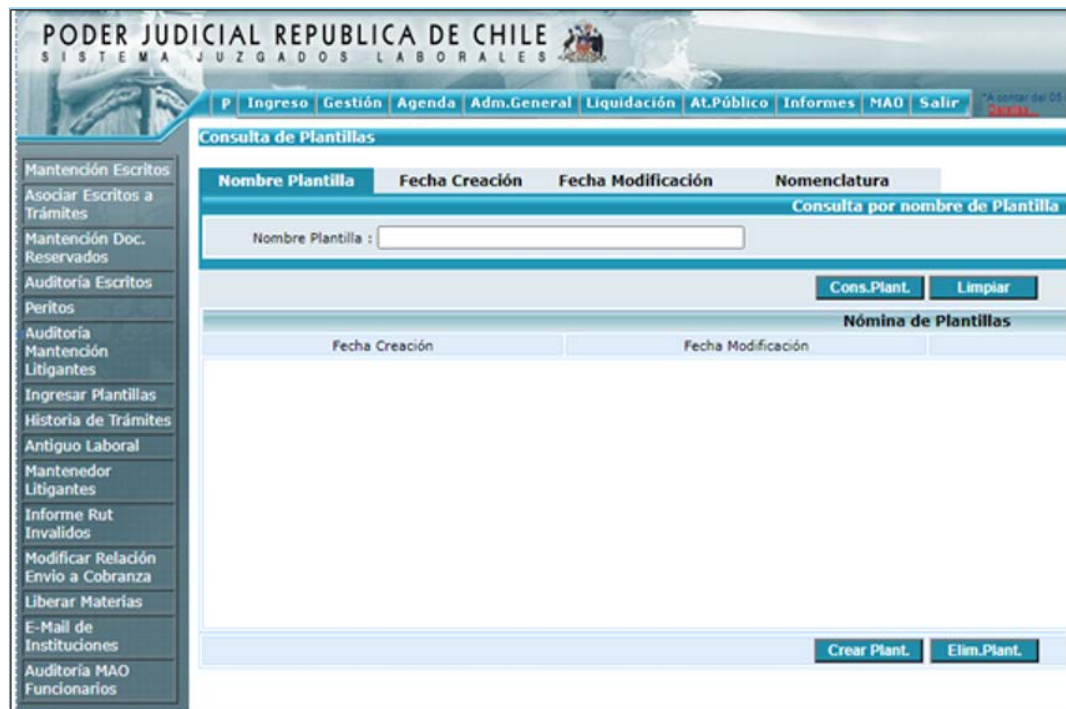 PODER JUDICIAL REPUBLICA DE CHILE
SISTEMA JUZGADOS LABORALES
P Ingreso Gestión Agenda Adm.General Liquidación At.Público Informes MAO Salir
"A contar del 05
Consulta de Plantillas
Mantención Escritos
Asociar Escritos a
Trámites
Mantención Doc.
Reservados
Auditoría Escritos
Peritos
Auditoría
Mantención
Litigantes
Ingresar Plantillas
Historia de Trámites
Antiguo Laboral
Mantenedor
Litigantes
Informe Rut
Invalidos
Modificar Relación
Envio a Cobranza
Liberar Materias
E-Mail de
Instituciones
Auditoría MAO
Funcionarios
Nombre Plantilla Fecha Creación Fecha Modificación Nomenclatura
Consulta por nombre de Plantilla
Nombre Plantilla :
Cons.Plant. Limpiar
Nómina de Plantillas
Fecha Creación Fecha Modificación
Crear Plant. Elim.Plant.